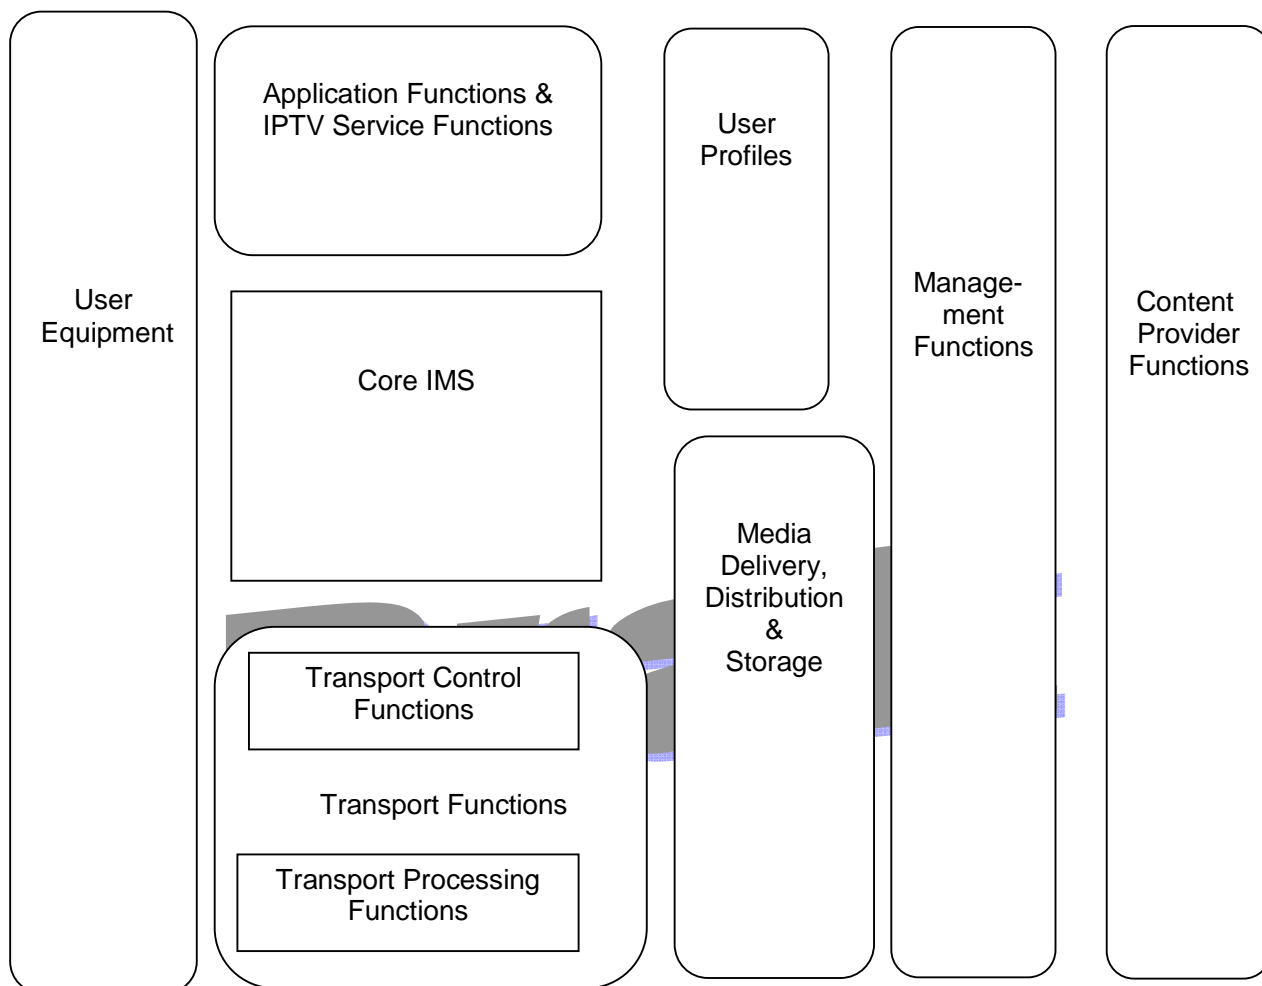 User
Equipment
Application Functions &
IPTV Service Functions
Core IMS
Transport Control
Functions
Transport Functions
Transport Processing
Functions
User
Profiles
Media
Delivery,
Distribution
&
Storage
Manage-
ment
Functions
Content
Provider
Functions